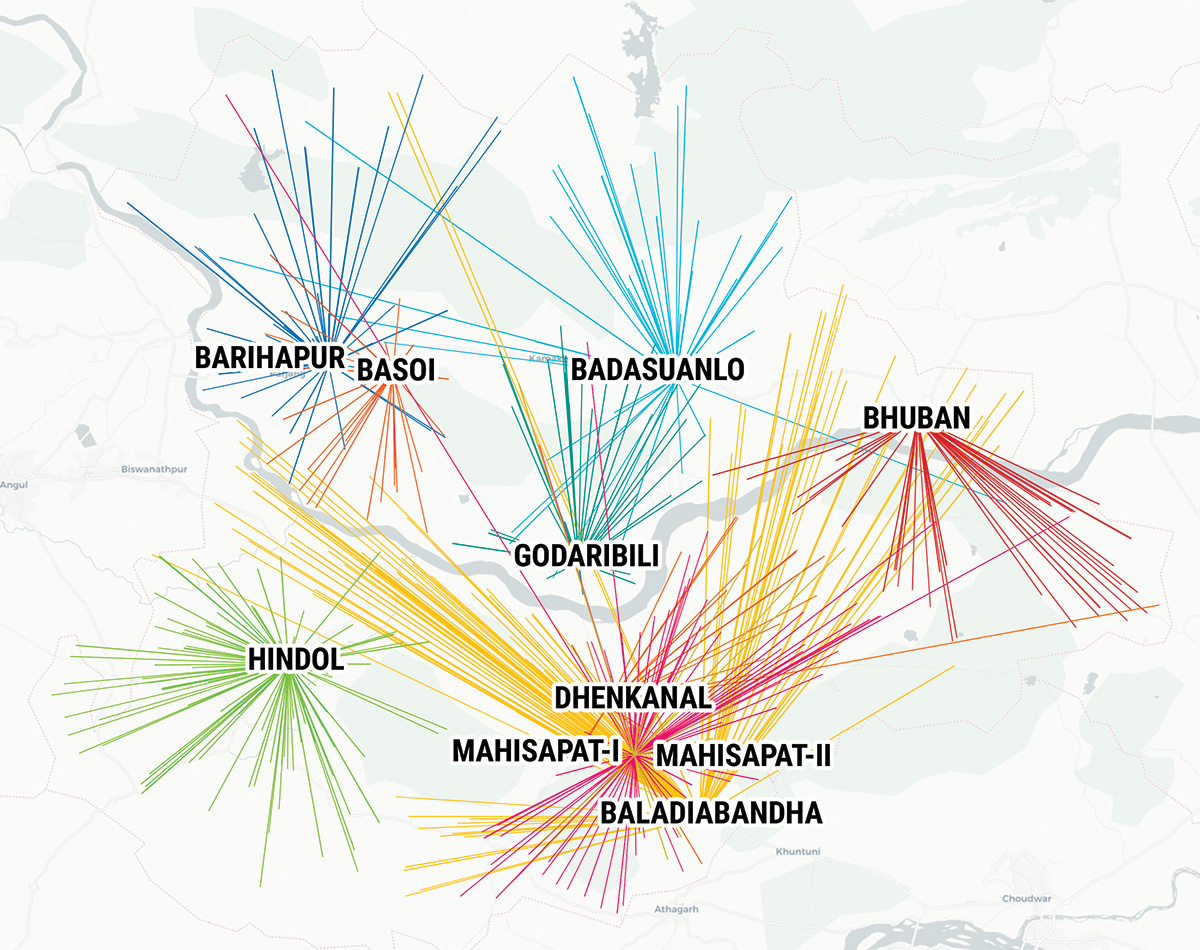 BARIHAPUR
BASOI
BADASUANLO
BHUBAN
Biswanathpur
Angul
GODARIBILI
HINDOL
DHENKANAL
MAHISAPAT-I
MAHISAPAT-II
BALADIABANDHA
Khuntuni
Choudwar
Athagarh